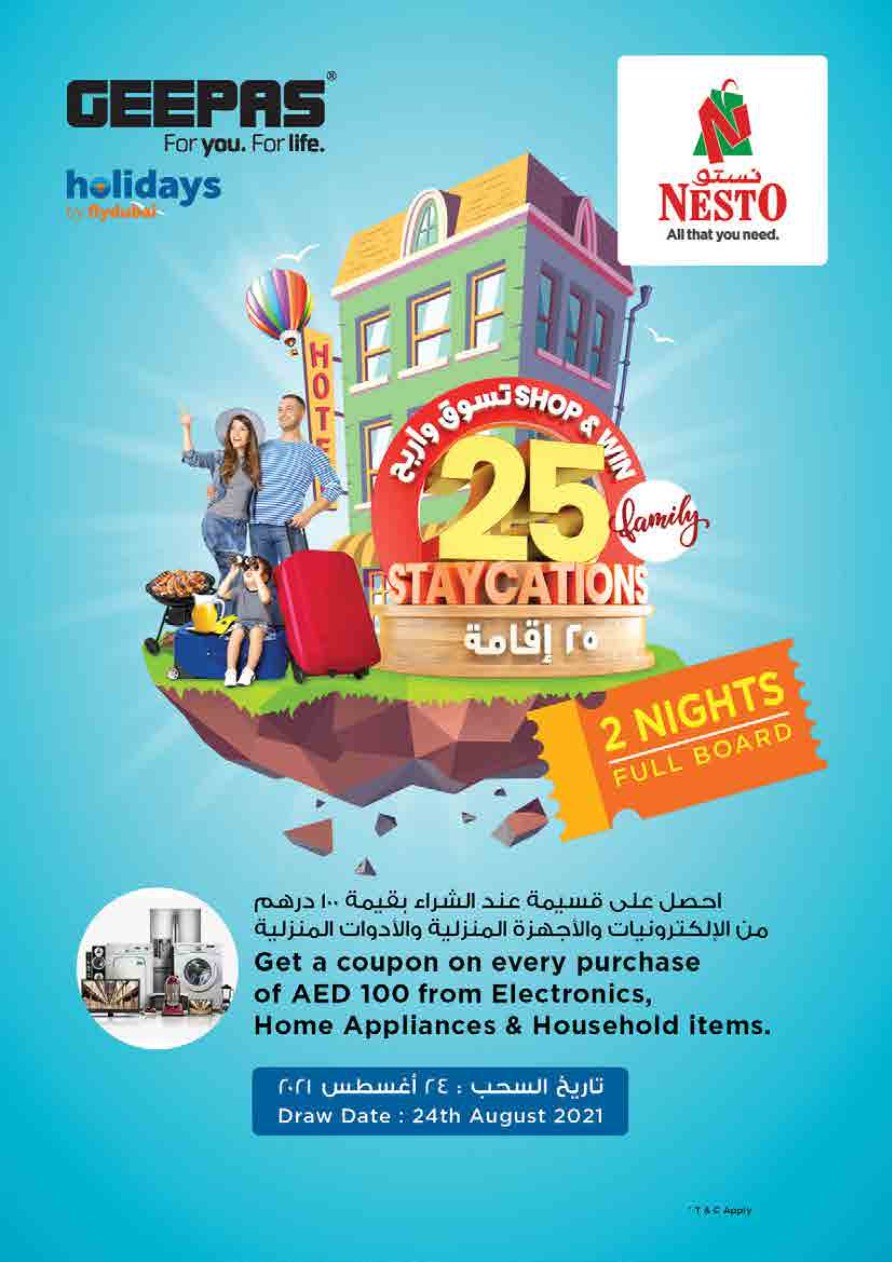 GEEPAS®
For you. For life.
holidays
by flydubai
نستو
NESTO
All that you need.
HOTE
تسوق واربح SHOP & WIN
25
family
STAYCATIONS
٢٥ إقامة
2 NIGHTS
FULL BOARD
احصل على قسيمة عند الشراء بقيمة ١٠٠ درهم
من الإلكترونيات والأجهزة المنزلية والأدوات المنزلية
Get a coupon on every purchase
of AED 100 from Electronics,
Home Appliances & Household items.
تاريخ السحب : ٢٤ أغسطس ٢٠٢١
Draw Date : 24th August 2021
*T & C Apply